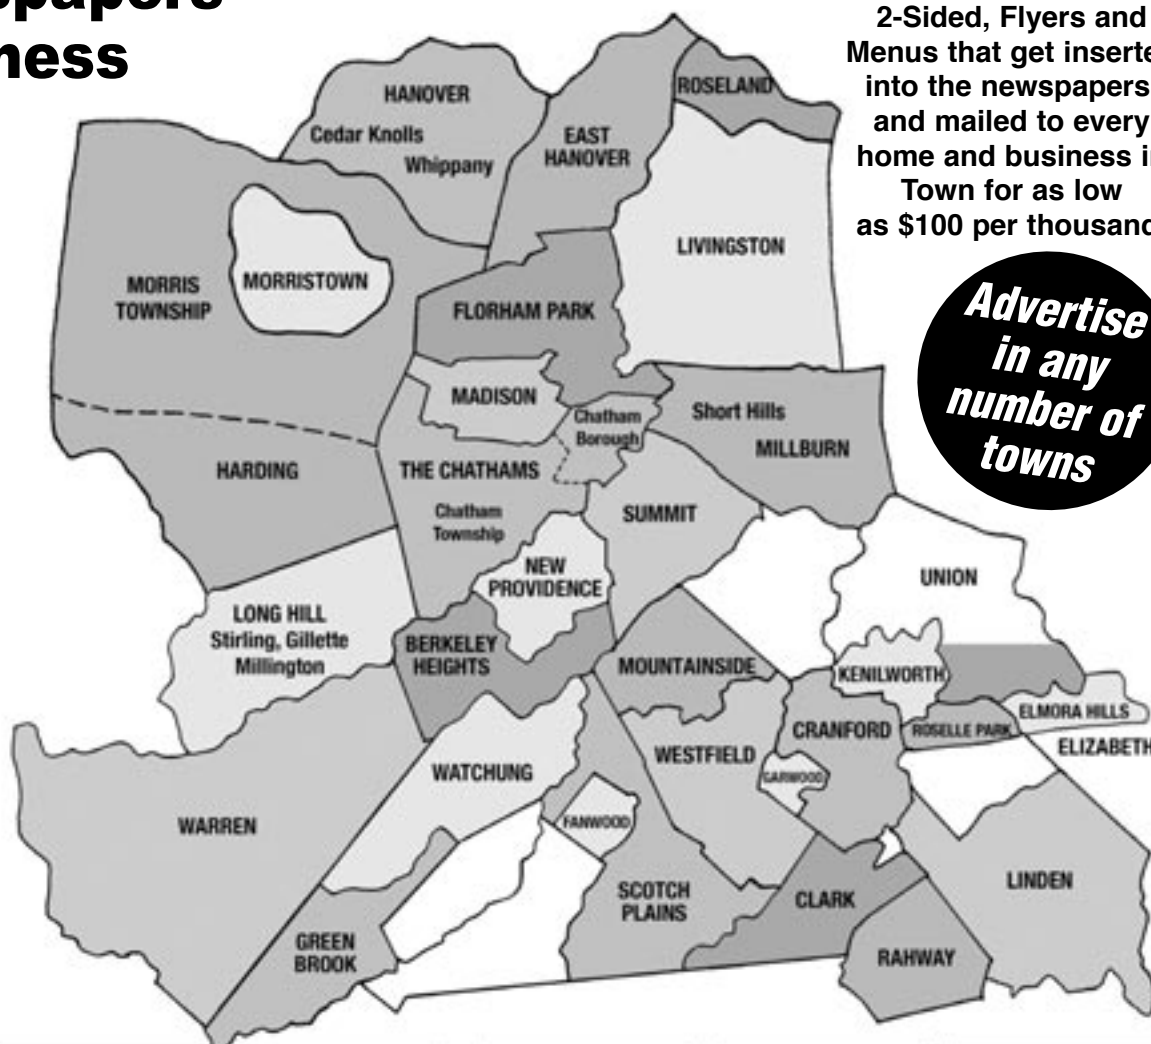 2-Sided, Flyers and
Menus that get
into the newspapers
and mailed to every
home and business
Town for as low
as $100 per
Advertise
in any
number of
towns
ROSELAND
HANOVER
Cedar Knolls
Whippany
EAST
HANOVER
LIVINGSTON
MORRIS
TOWNSHIP
MORRISTOWN
FLORHAM PARK
MADISON
Chatham
Borough
Short Hills
MILLBURN
HARDING
THE CHATHAMS
Chatham
Township
SUMMIT
NEW
PROVIDENCE
UNION
LONG HILL
Stirling, Gillette
Millington
BERKELEY
HEIGHTS
MOUNTAINSIDE
KENILWORTH
ELMORA HILLS
CRANFORD
ROSELLE PARK
ELIZABETH
WESTFIELD
GARWOOD
WATCHUNG
WARREN
FANWOOD
SCOTCH
PLAINS
CLARK
LINDEN
GREEN
BROOK
RAHWAY